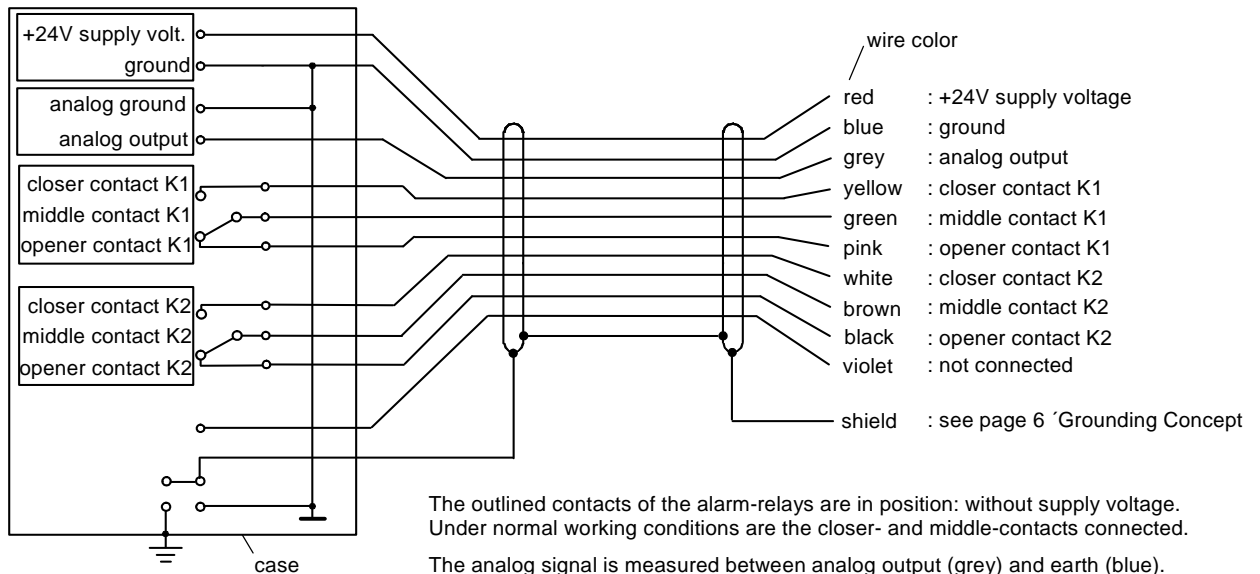 +24V supply volt.
ground
analog ground
analog output
closer contact K1
middle contact K1
opener contact K1
closer contact K2
middle contact K2
opener contact K2
case
wire color
red : +24V supply voltage
blue : ground
grey : analog output
yellow : closer contact K1
green : middle contact K1
pink : opener contact K1
white : closer contact K2
brown : middle contact K2
black : opener contact K2
violet : not connected
shield : see page 6 ´Grounding Concept
The outlined contacts of the alarm-relays are in position: without supply voltage.
Under normal working conditions are the closer- and middle-contacts connected.
The analog signal is measured between analog output (grey) and earth (blue).